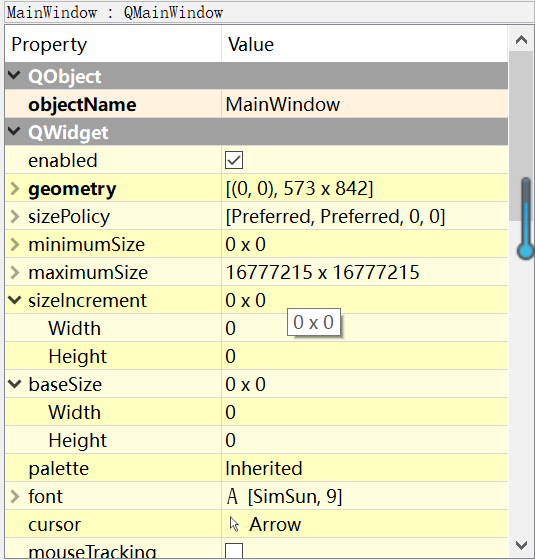 MainWindow : QMainWindow
Property Value
QObject
objectName MainWindow
QWidget
enabled
geometry [(0, 0), 573 x 842]
sizePolicy [Preferred, Preferred, 0, 0]
minimumSize 0 x 0
maximumSize 16777215 x 16777215
sizeIncrement 0 x 0
0 x 0
Width 0
Height 0
baseSize 0 x 0
Width 0
Height 0
palette Inherited
font A [SimSun, 9]
cursor Arrow
mouseTracking